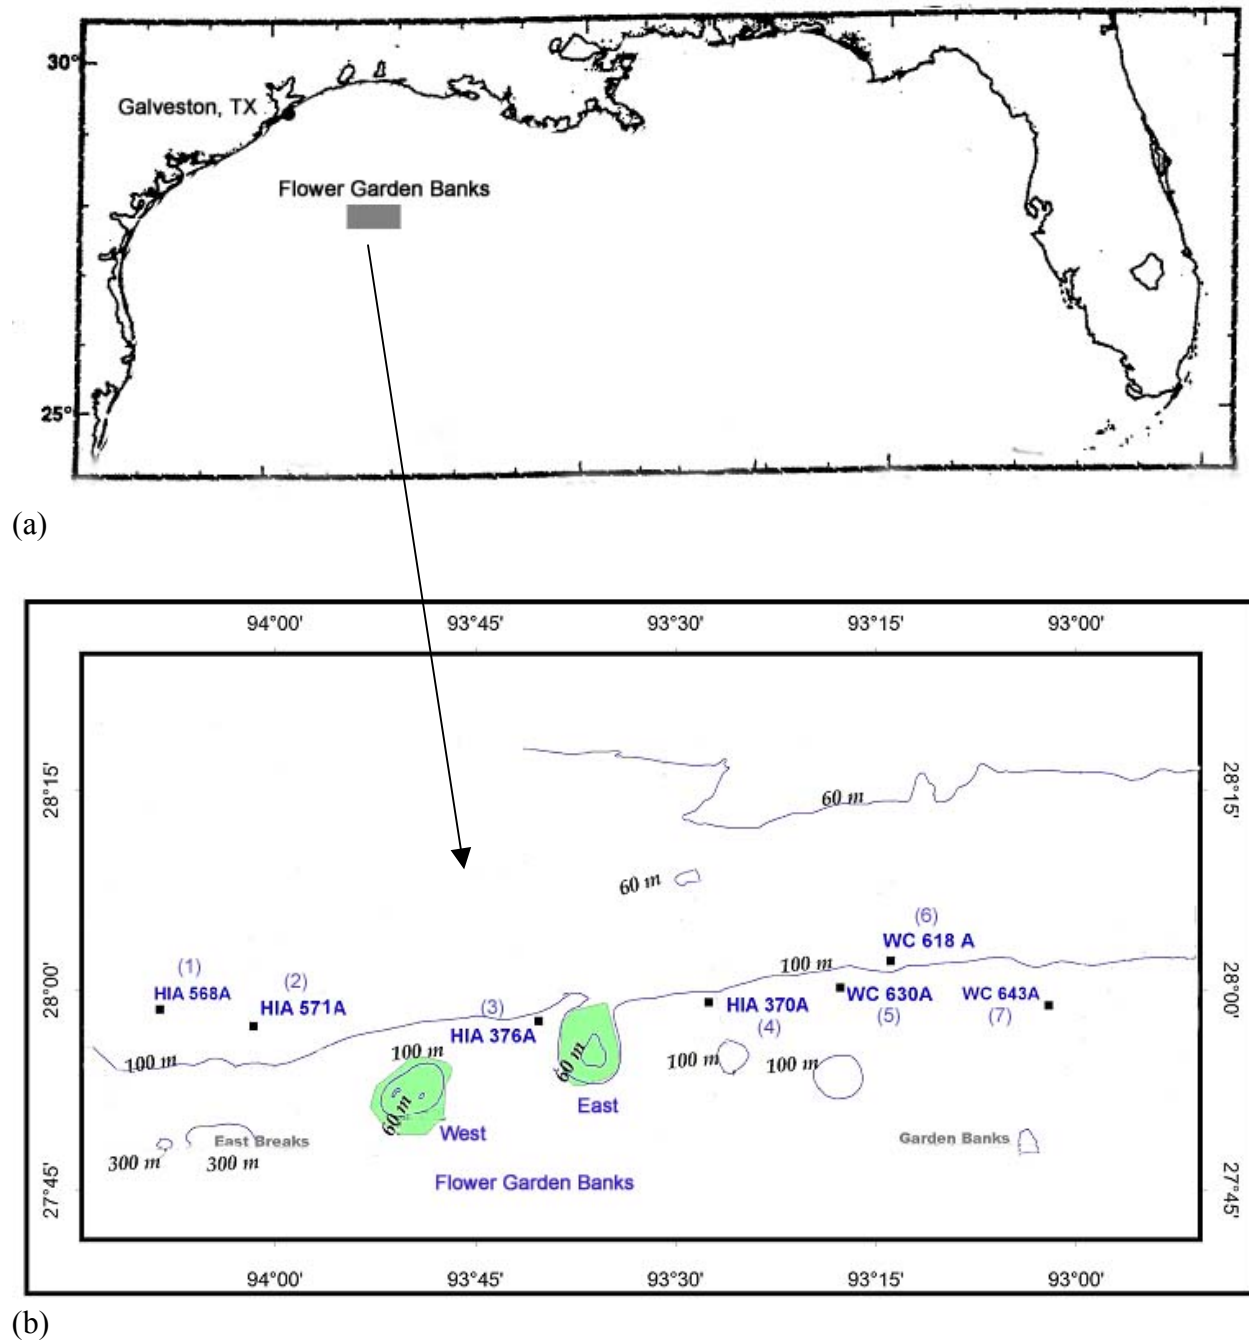 30°
Galveston, TX
Flower Garden Banks
25°
(a)
94°00' 93°45' 93°30' 93°15' 93°00'
28°15' 28°15'
60 m
60 m
(6)
WC 618 A
100 m
(1)
HIA 568A
(2)
HIA 571A
28°00' 28°00'
(3)
HIA 376A
HIA 370A
(4)
WC 630A
(5)
WC 643A
(7)
100 m
100 m
60 m
100 m
100 m
60 m
East
West
East Breaks
300 m
300 m
Garden Banks
Flower Garden Banks
27°45' 27°45'
94°00' 93°45' 93°30' 93°15' 93°00'
(b)